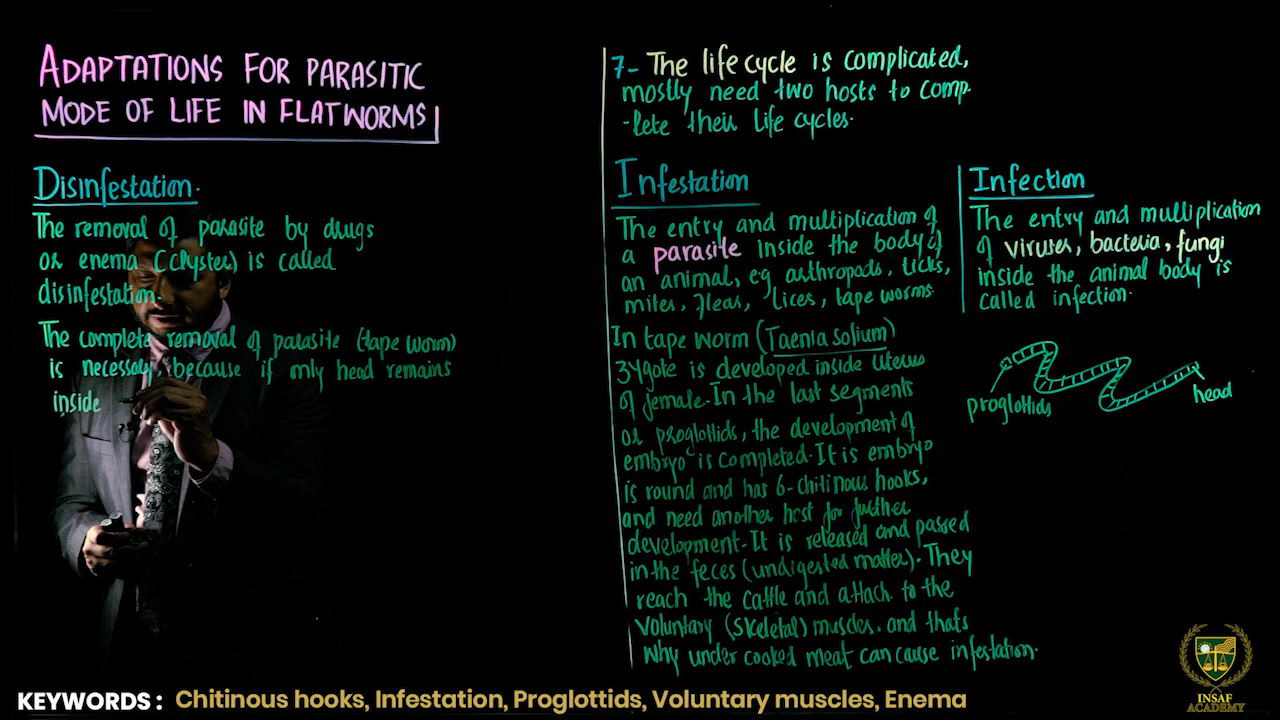 ADAPTATIONS FOR PARASITIC
MODE OF LIFE IN FLATWORMS
Disinfestation.
The removal of parasite by drugs
or enema (clyster) is called
disinfestation.
The complete removal of parasite (tape worm)
is necessary, because if only head remains
inside
7- The life cycle is complicated,
mostly need two hosts to comp-
-lete their life cycles.
Infestation
The entry and multiplication of
a parasite inside the body of
an animal, eg arthropods, ticks,
mites, fleas, lices, tape worms.
In tape worm (Taenia solium)
Zygote is developed inside uterus
of female. In the last segments
or proglottids, the development of
embryo is completed. It is embryo
is round and has 6-chitinous hooks,
and need another host for further
development. It is released and passed
in the feces (undigested matter). They
reach the cattle and attach to the
voluntary (skeletal) muscles. and thats
why under cooked meat can cause infestation.
Infection
The entry and multiplication
of viruses, bacteria, fungi
inside the animal body is
called infection.
proglottids
head
KEYWORDS : Chitinous hooks, Infestation, Proglottids, Voluntary muscles, Enema
INSAF
ACADEMY